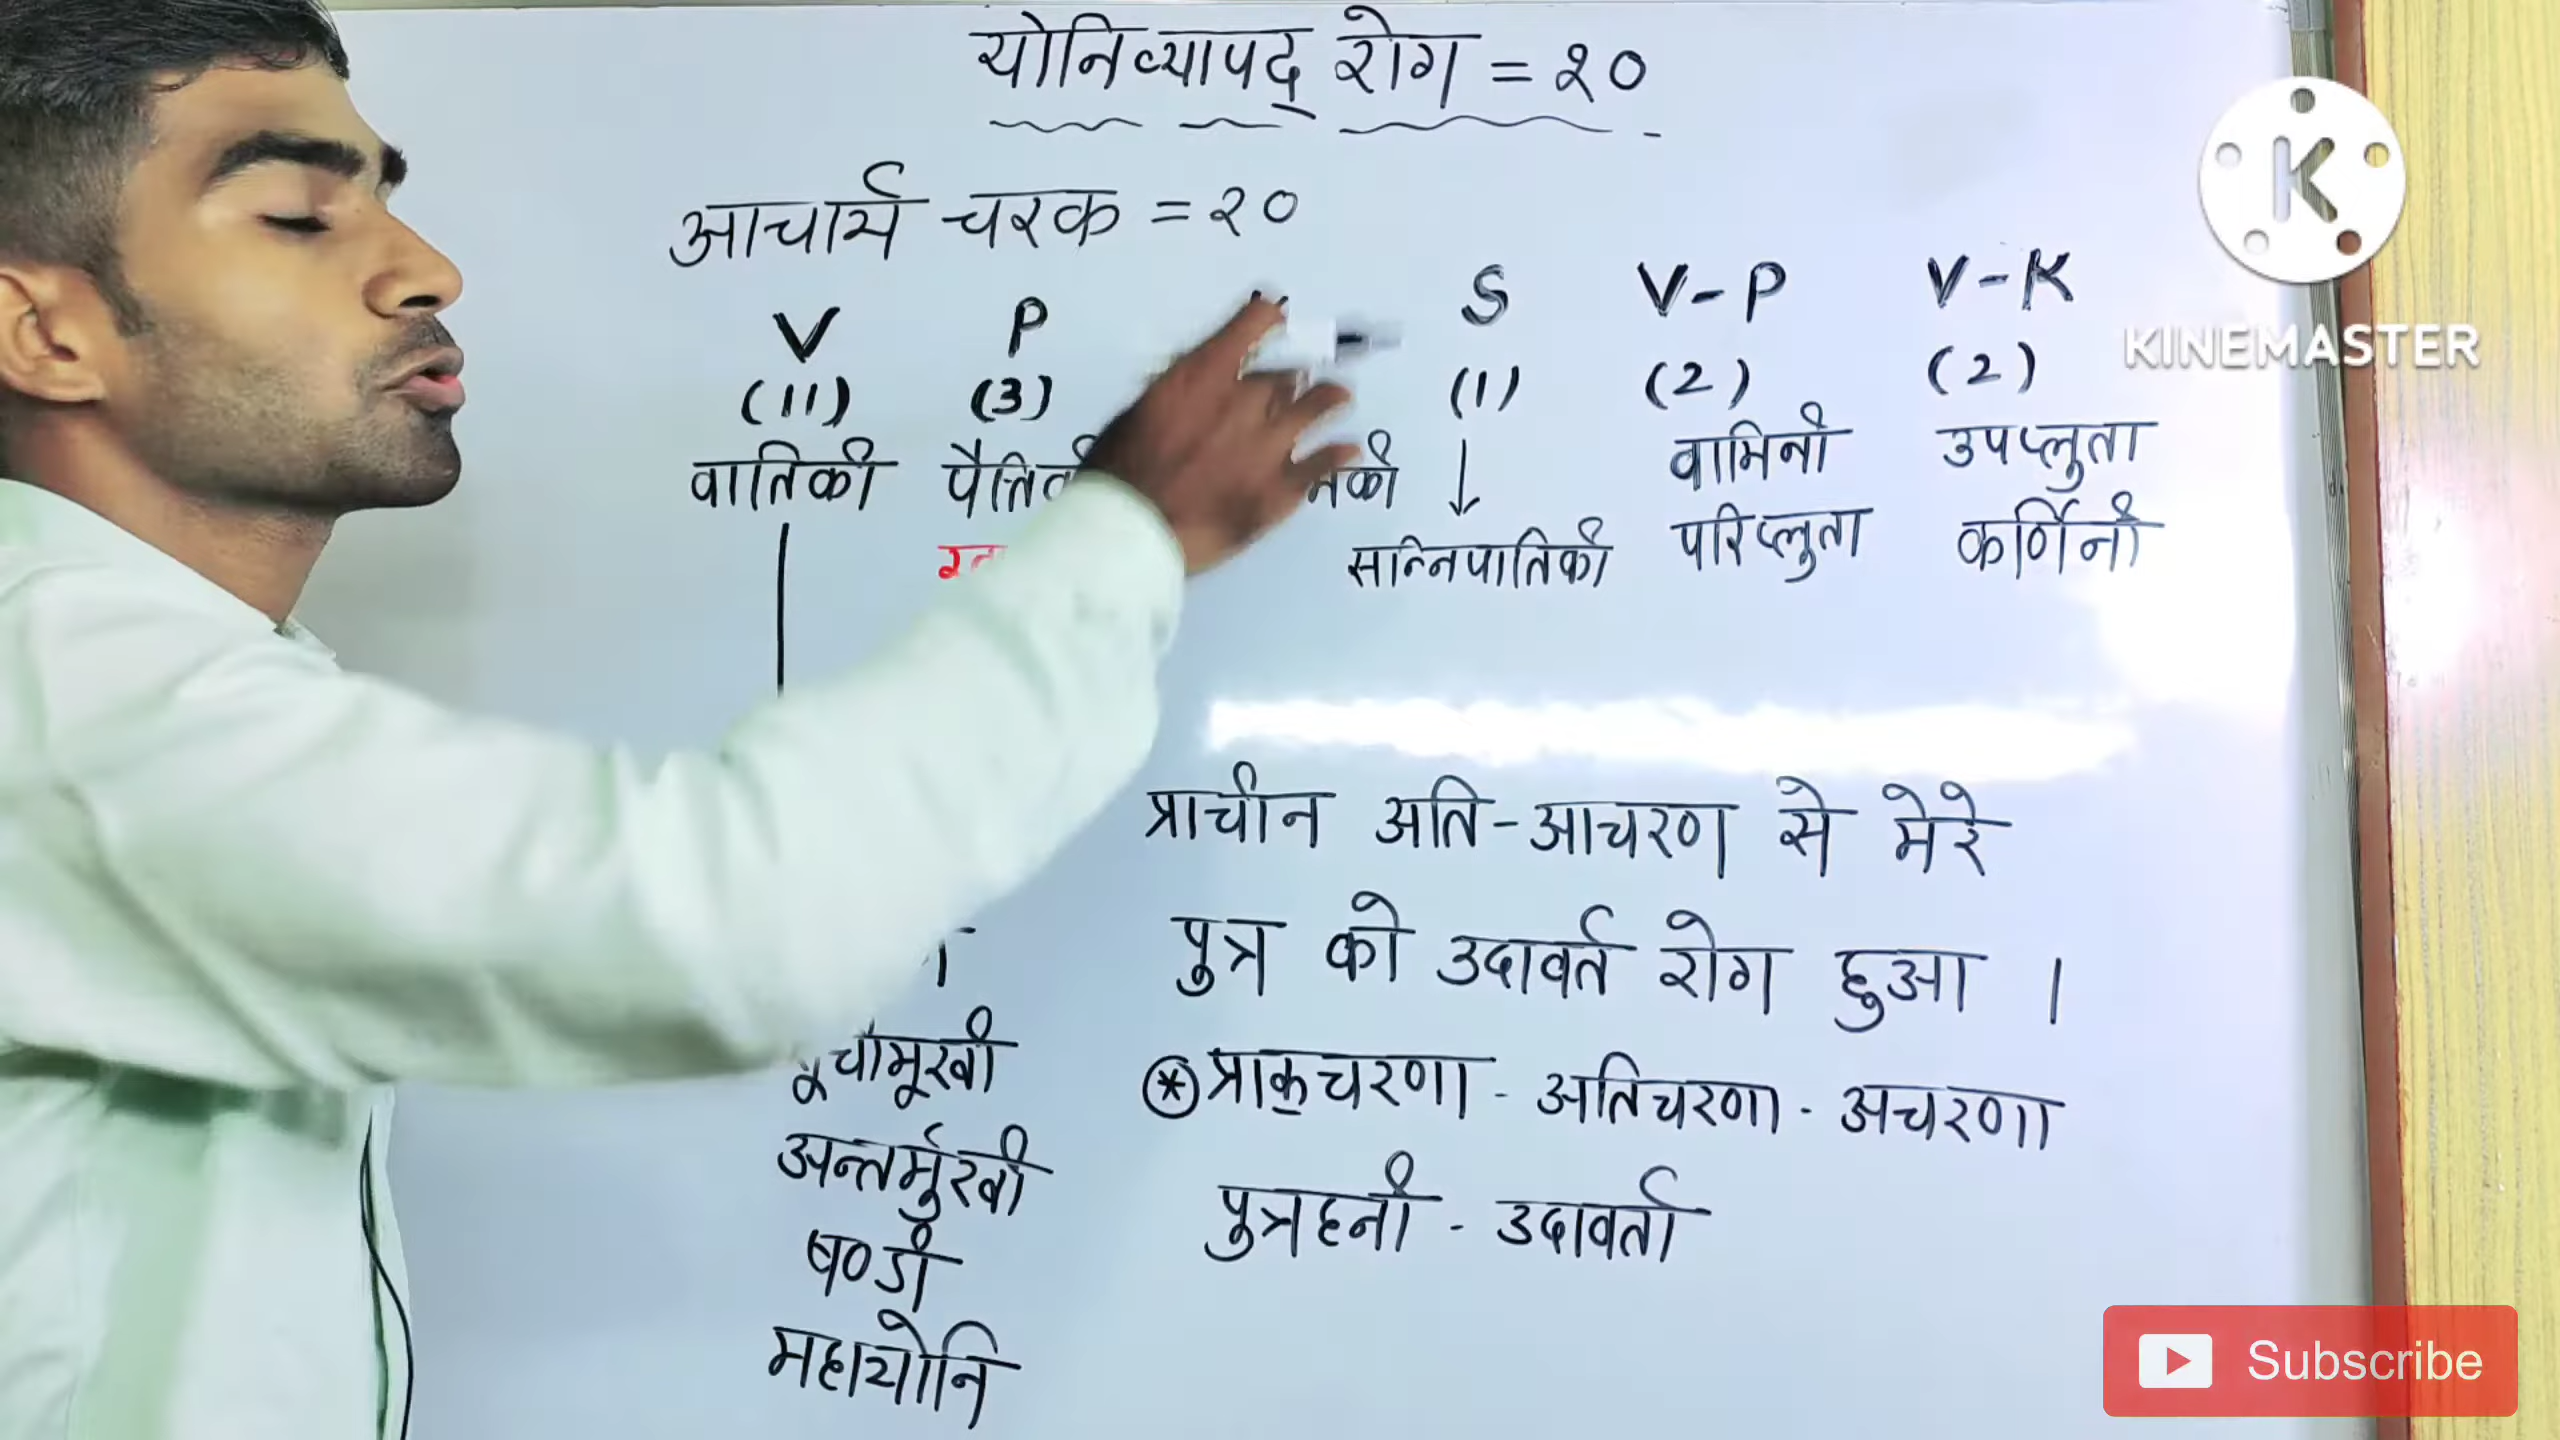 योनिव्यापद् रोग = २०
आचार्य चरक = २०
V P S V-P V-K
(11) (3) (1) (2) (2)
वातिकी वामिनी उपप्लुता
सन्निपातिकी परिप्लुता कर्णिनी
प्राचीन अति-आचरण से मेरे
पुत्र को उदावर्त रोग हुआ ।
प्राक्चरणा - अतिचरणा - अचरणा
अन्तर्मुखी पुत्रघ्नी - उदावर्ता
षण्डी
महायोनि
KINEMASTER
Subscribe